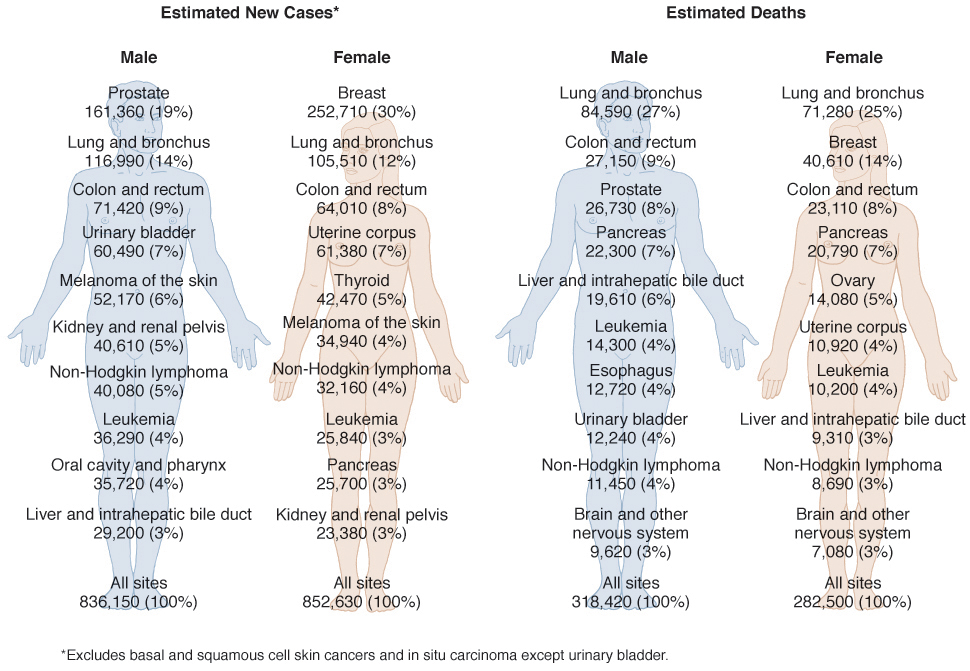 Estimated New Cases*
Estimated Deaths
Male
Female
Male
Female
Prostate
161,360 (19%)
Lung and bronchus
116,990 (14%)
Colon and rectum
71,420 (9%)
Urinary bladder
60,490 (7%)
Melanoma of the skin
52,170 (6%)
Kidney and renal pelvis
40,610 (5%)
Non-Hodgkin lymphoma
40,080 (5%)
Leukemia
36,290 (4%)
Oral cavity and pharynx
35,720 (4%)
Liver and intrahepatic bile duct
29,200 (3%)
All sites
836,150 (100%)
Breast
252,710 (30%)
Lung and bronchus
105,510 (12%)
Colon and rectum
64,010 (8%)
Uterine corpus
61,380 (7%)
Thyroid
42,470 (5%)
Melanoma of the skin
34,940 (4%)
Non-Hodgkin lymphoma
32,160 (4%)
Leukemia
25,840 (3%)
Pancreas
25,700 (3%)
Kidney and renal pelvis
23,380 (3%)
All sites
852,630 (100%)
Lung and bronchus
84,590 (27%)
Colon and rectum
27,150 (9%)
Prostate
26,730 (8%)
Pancreas
22,300 (7%)
Liver and intrahepatic bile duct
19,610 (6%)
Leukemia
14,300 (4%)
Esophagus
12,720 (4%)
Urinary bladder
12,240 (4%)
Non-Hodgkin lymphoma
11,450 (4%)
Brain and other
nervous system
9,620 (3%)
All sites
318,420 (100%)
Lung and bronchus
71,280 (25%)
Breast
40,610 (14%)
Colon and rectum
23,110 (8%)
Pancreas
20,790 (7%)
Ovary
14,080 (5%)
Uterine corpus
10,920 (4%)
Leukemia
10,200 (4%)
Liver and intrahepatic bile duct
9,310 (3%)
Non-Hodgkin lymphoma
8,690 (3%)
Brain and other
nervous system
7,080 (3%)
All sites
282,500 (100%)
*Excludes basal and squamous cell skin cancers and in situ carcinoma except urinary bladder.